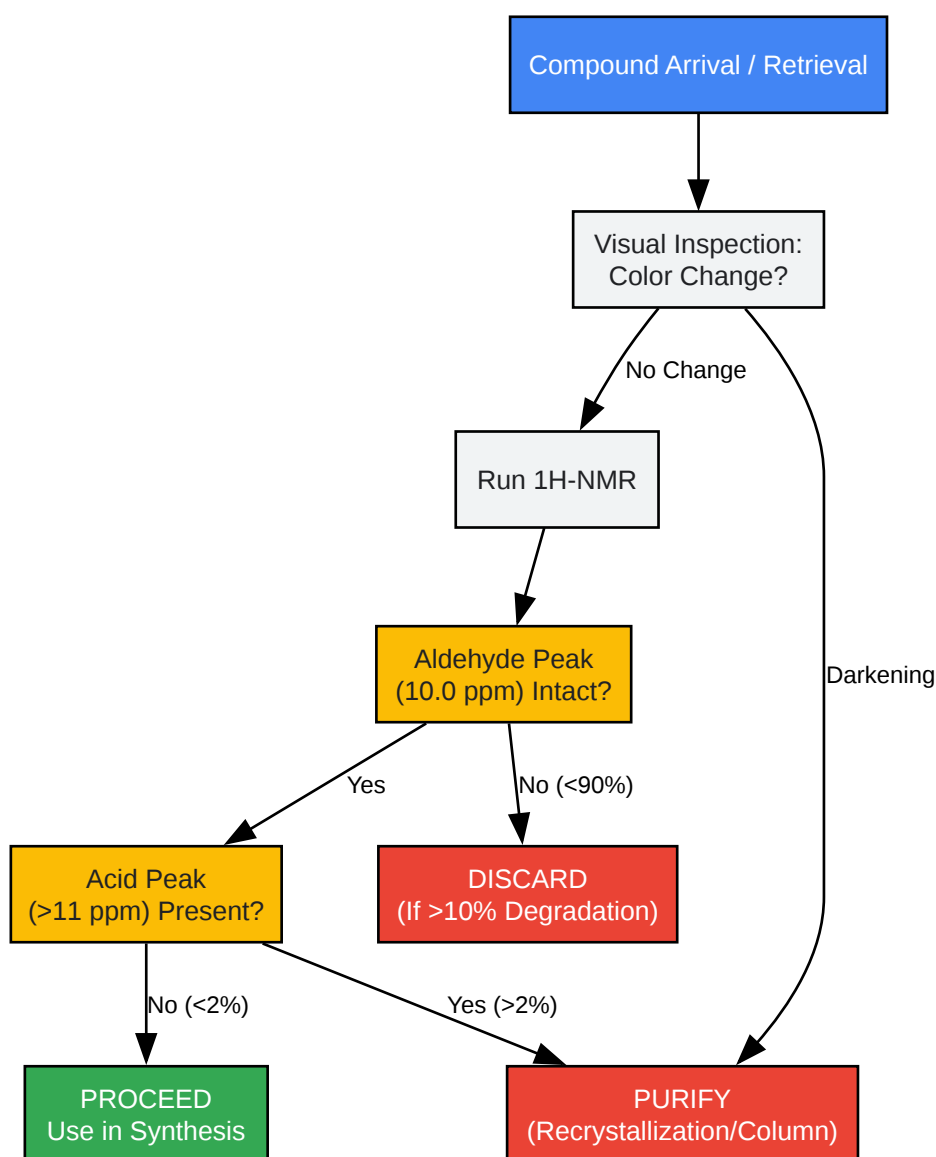 Compound Arrival / Retrieval
Visual Inspection:
Color Change?
No Change
Run 1H-NMR
Darkening
Aldehyde Peak
(10.0 ppm) Intact?
Yes
No (<90%)
Acid Peak
(>11 ppm) Present?
DISCARD
(If >10% Degradation)
No (<2%)
Yes (>2%)
PROCEED
Use in Synthesis
PURIFY
(Recrystallization/Column)